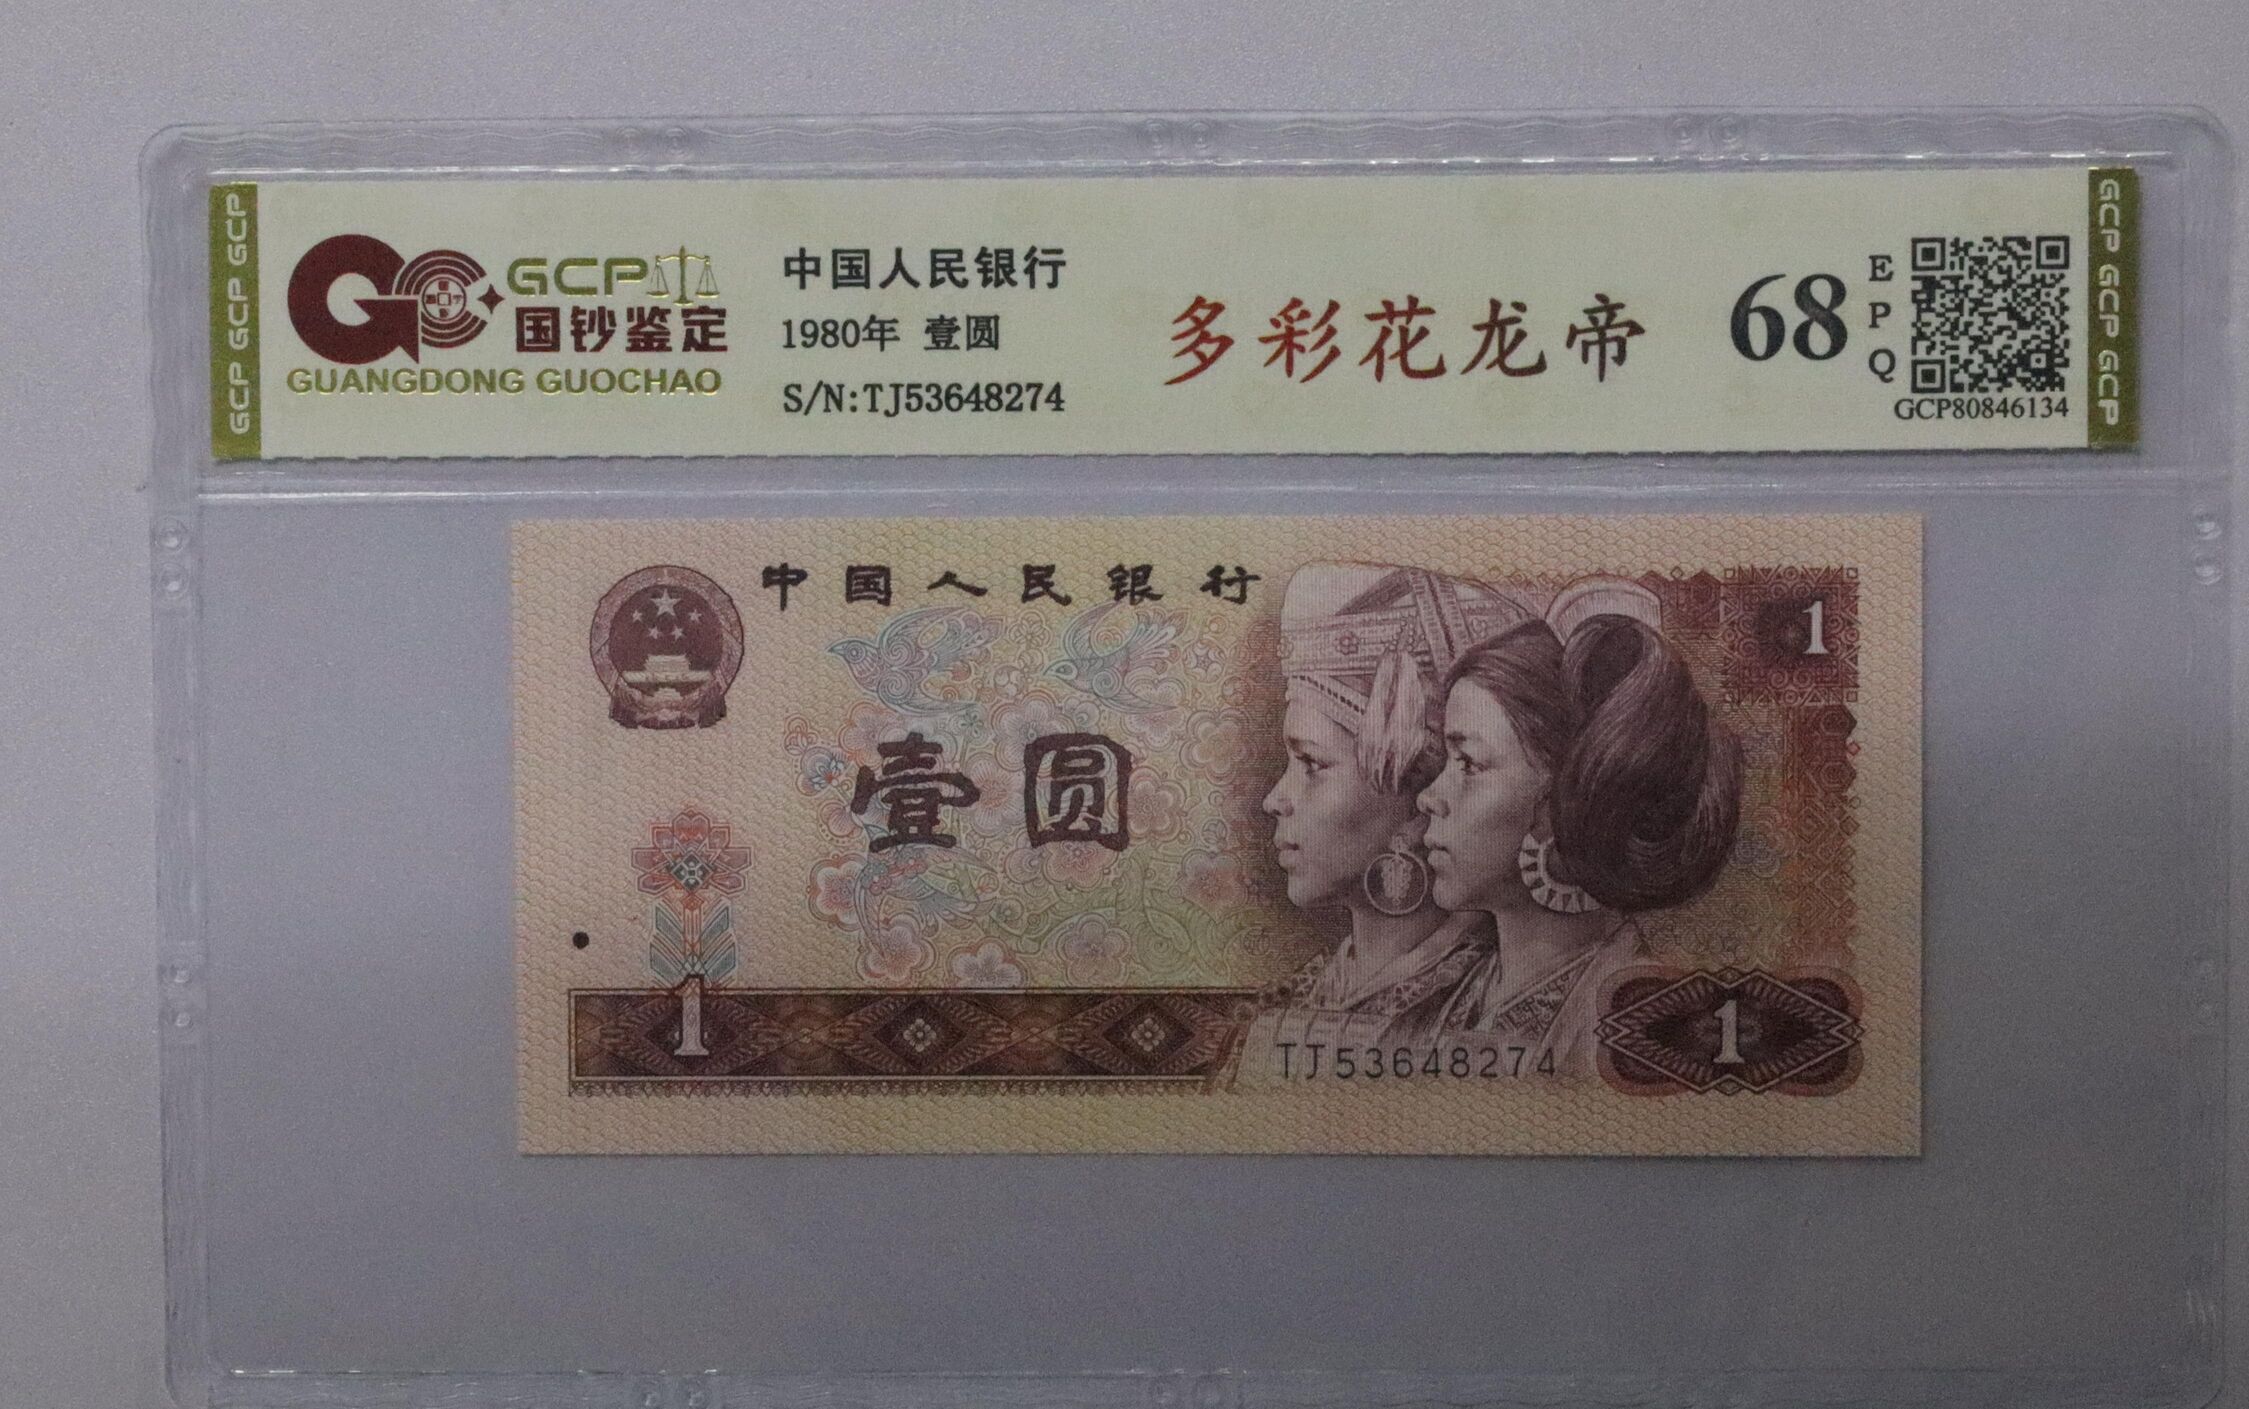 GCP GCP GCP
GCP
国钞鉴定
GUANGDONG GUOCHAO
中国人民银行
1980年 壹圆
S/N:TJ53648274
多彩花龙帝
68
EPQ
GCP80846134
GCP GCP GCP
中国人民银行
1
壹圆
1
TJ53648274
1